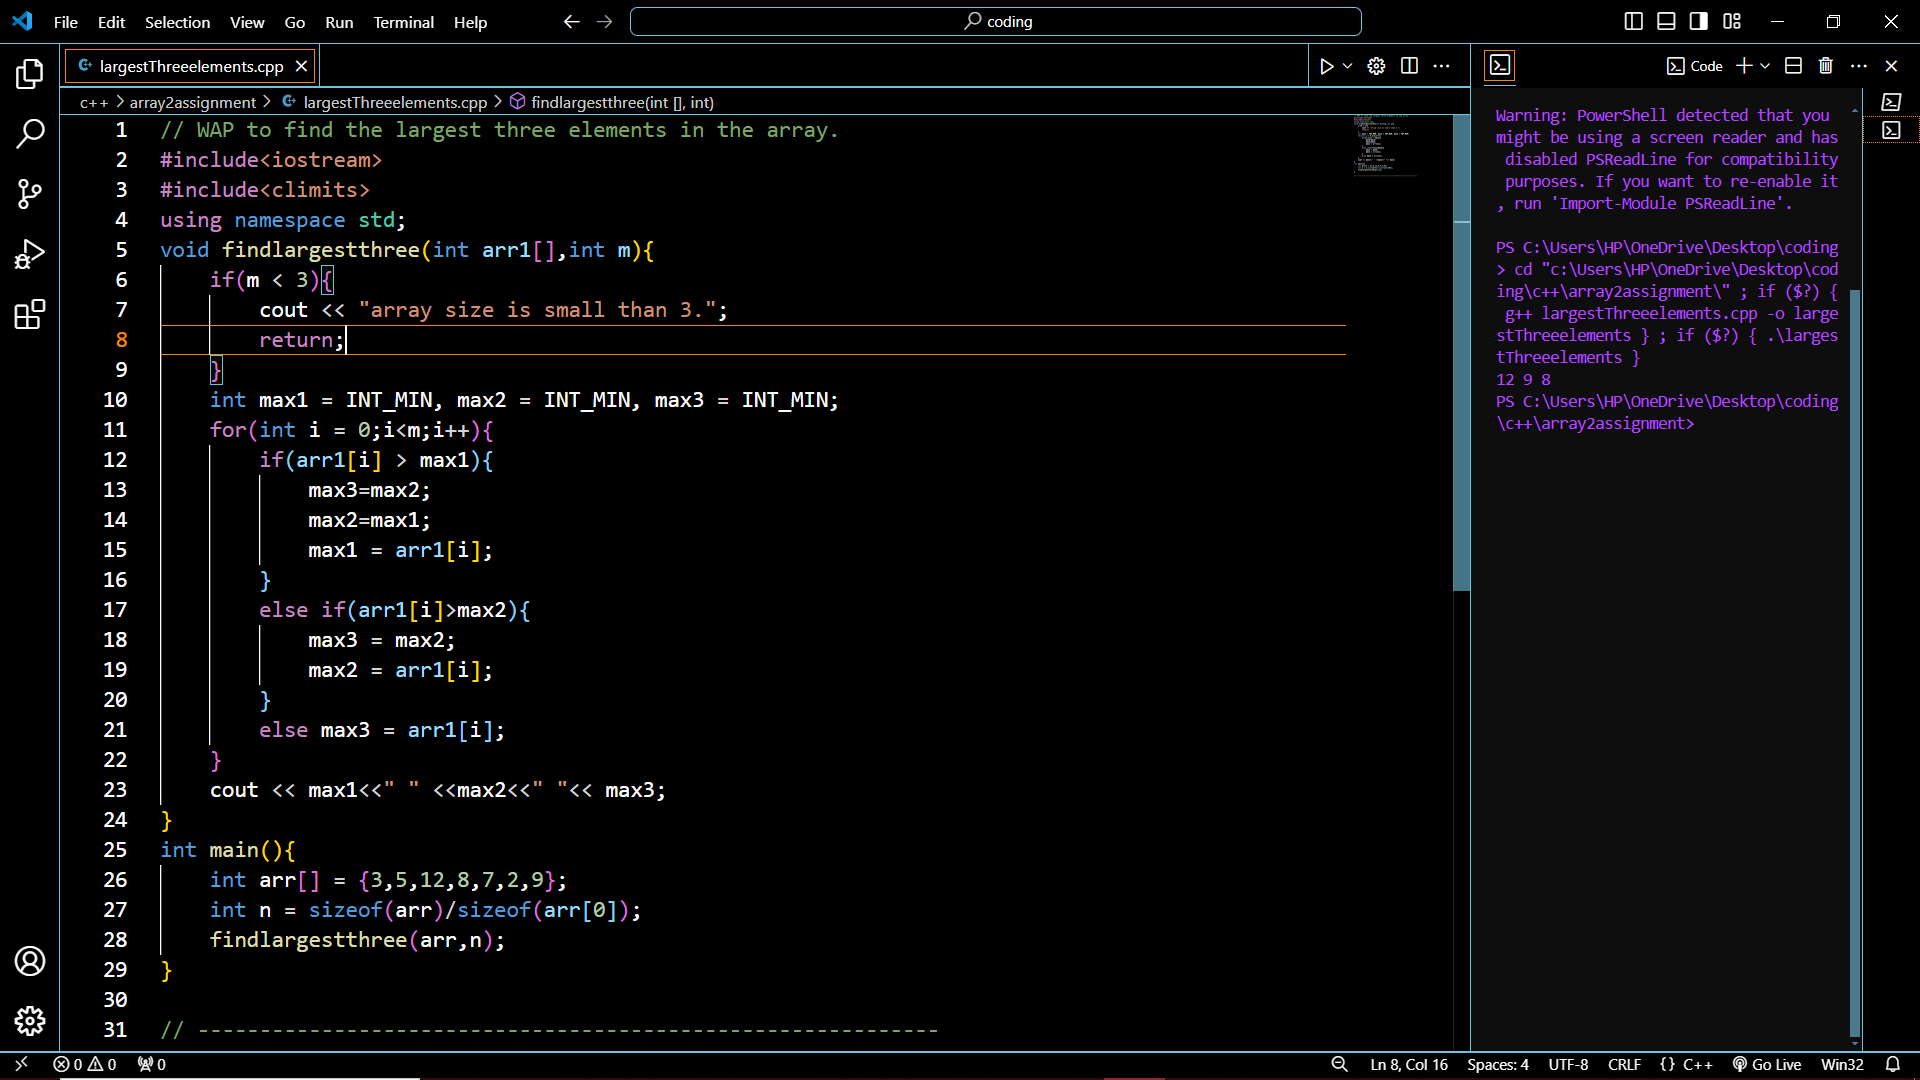 File Edit Selection View Go Run Terminal Help
coding
largestThreeelements.cpp
c++ > array2assignment > largestThreeelements.cpp > findlargestthree(int [], int)
1 // WAP to find the largest three elements in the array.
2 #include<iostream>
3 #include<climits>
4 using namespace std;
5 void findlargestthree(int arr1[],int m){
6 if(m < 3){
7 cout << "array size is small than 3.";
8 return;
9 }
10 int max1 = INT_MIN, max2 = INT_MIN, max3 = INT_MIN;
11 for(int i = 0;i<m;i++){
12 if(arr1[i] > max1){
13 max3=max2;
14 max2=max1;
15 max1 = arr1[i];
16 }
17 else if(arr1[i]>max2){
18 max3 = max2;
19 max2 = arr1[i];
20 }
21 else max3 = arr1[i];
22 }
23 cout << max1<<" " <<max2<<" "<< max3;
24 }
25 int main(){
26 int arr[] = {3,5,12,8,7,2,9};
27 int n = sizeof(arr)/sizeof(arr[0]);
28 findlargestthree(arr,n);
29 }
30
31 // ------------------------------------------------------------
Code
Warning: PowerShell detected that you
might be using a screen reader and has
disabled PSReadLine for compatibility
purposes. If you want to re-enable it
, run 'Import-Module PSReadLine'.
PS C:\Users\HP\OneDrive\Desktop\coding
> cd "c:\Users\HP\OneDrive\Desktop\cod
ing\c++\array2assignment\" ; if ($?) {
g++ largestThreeelements.cpp -o large
stThreeelements } ; if ($?) { .\larges
tThreeelements }
12 9 8
PS C:\Users\HP\OneDrive\Desktop\coding
\c++\array2assignment>
0 0 0
Ln 8, Col 16 Spaces: 4 UTF-8 CRLF {} C++ Go Live Win32